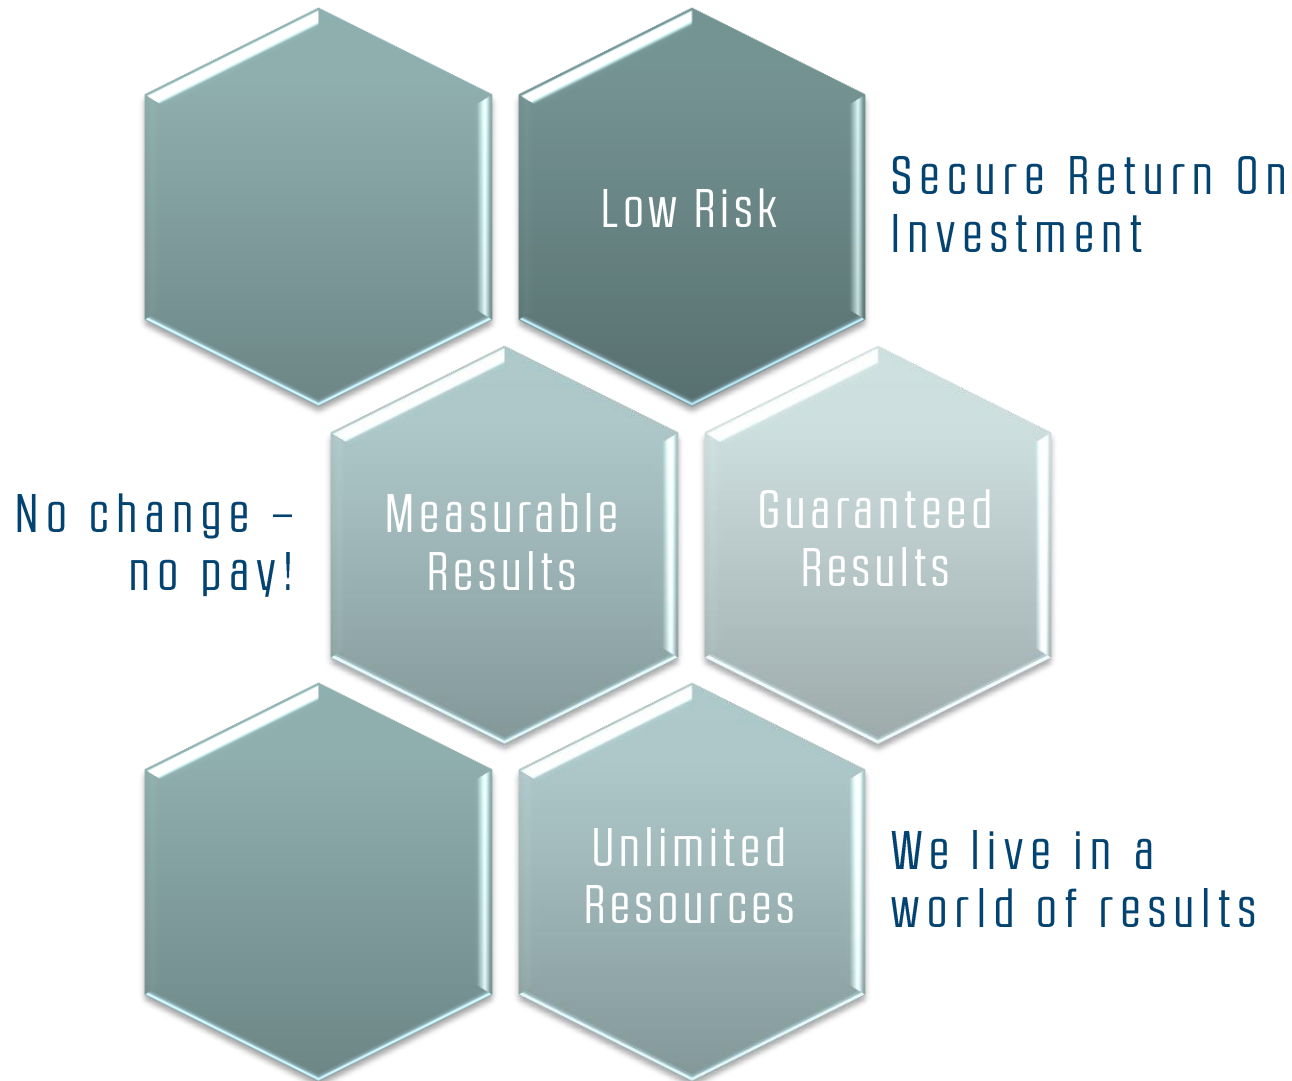 Low Risk
Secure Return On
Investment
No change –
no pay!
Measurable
Results
Guaranteed
Results
Unlimited
Resources
We live in a
world of results